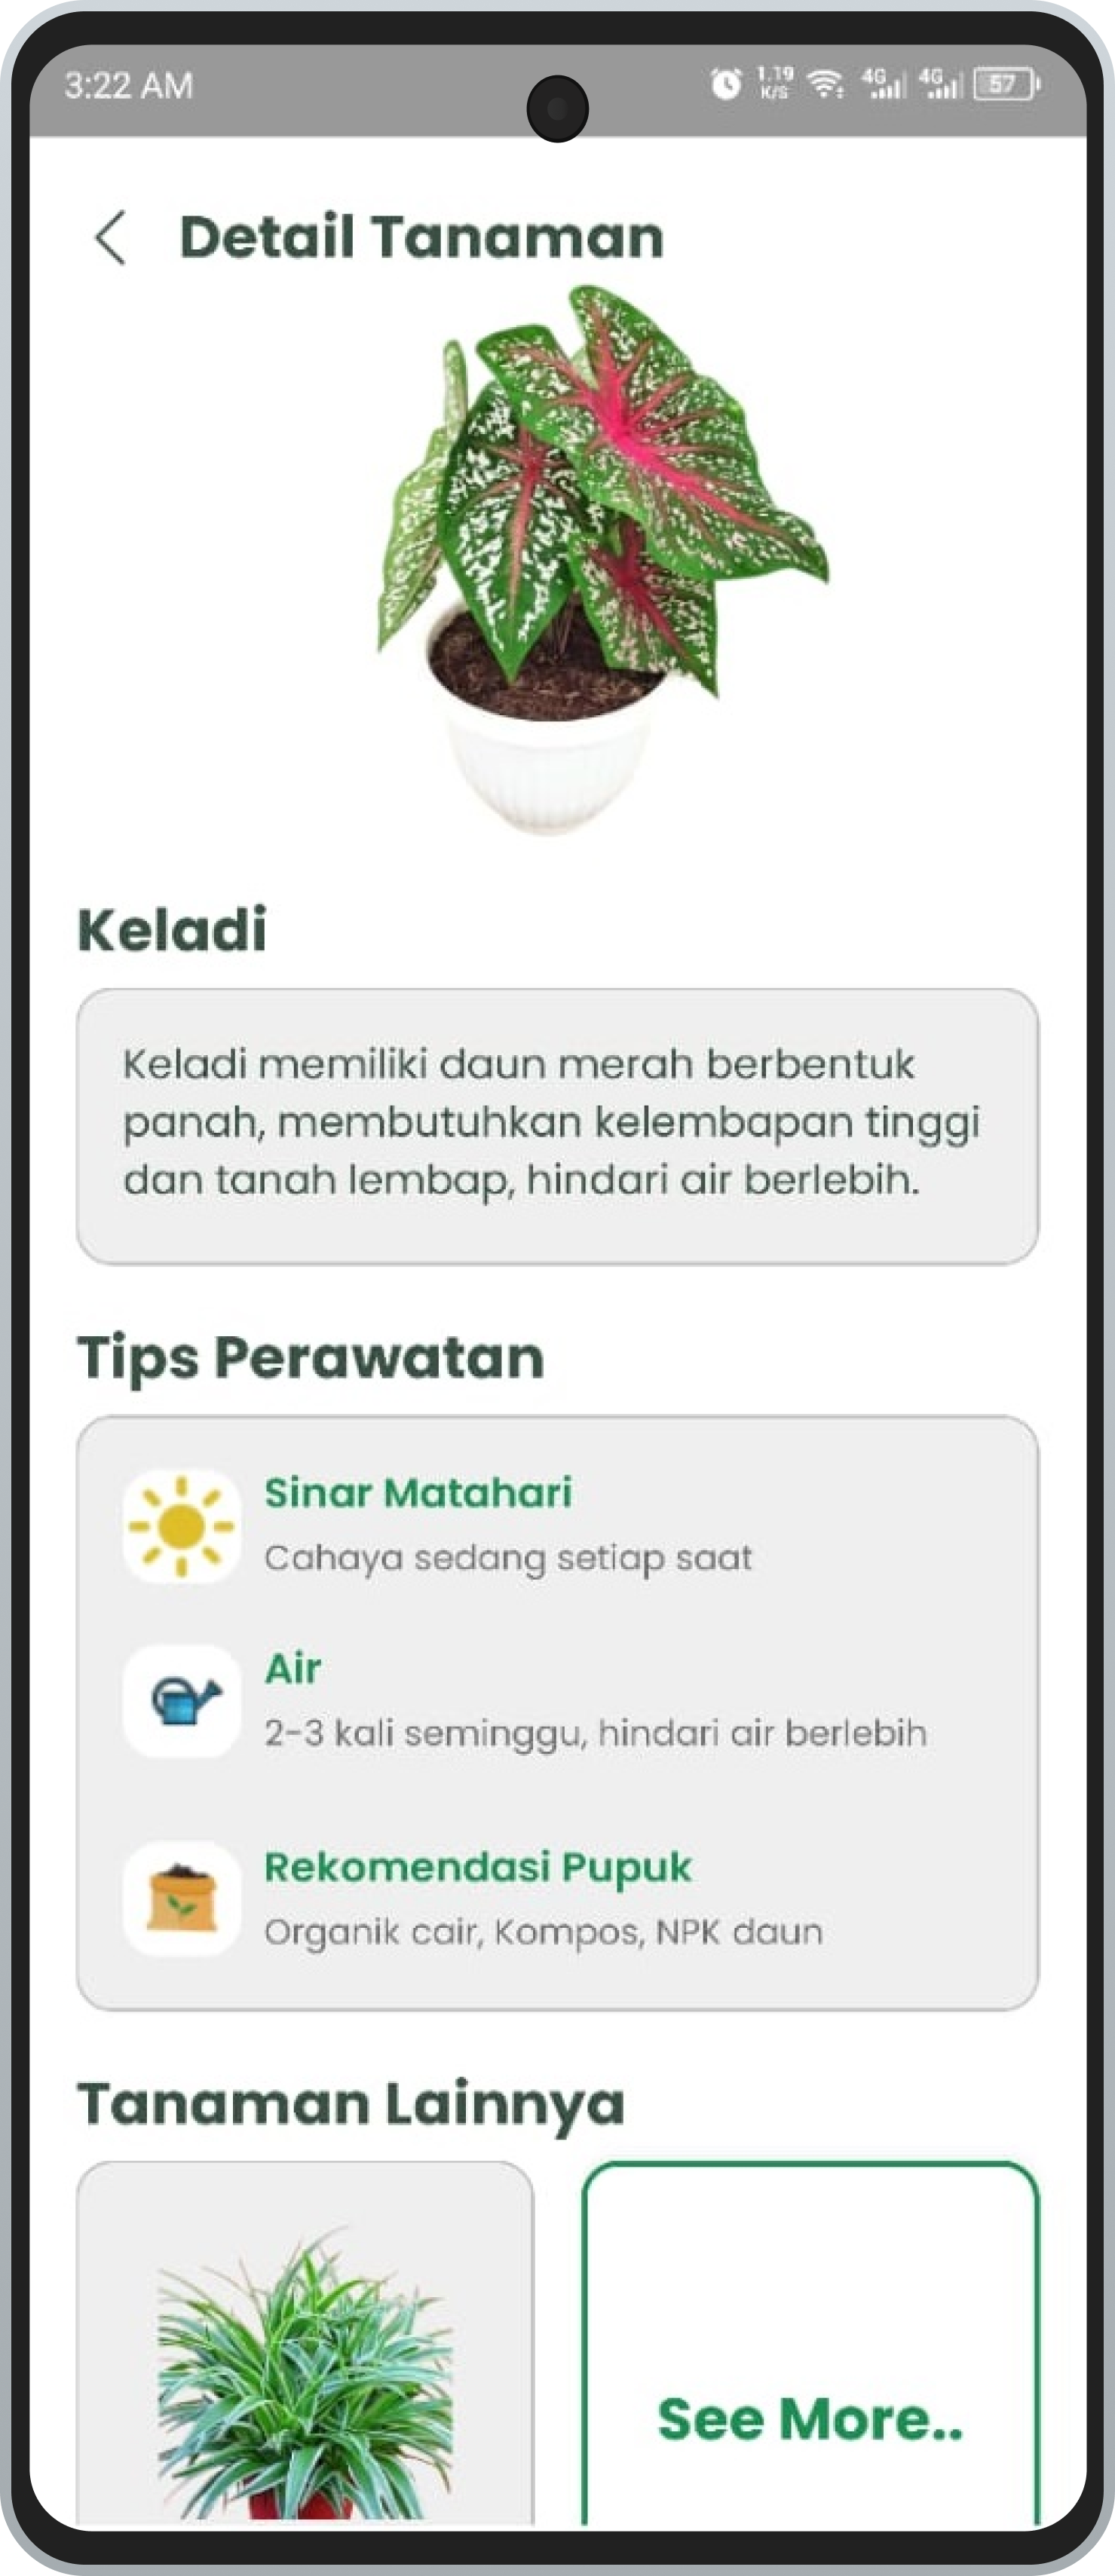 3:22 AM
1.19
K/S
4G
4G
57
Detail Tanaman
Keladi
Keladi memiliki daun merah berbentuk
panah, membutuhkan kelembapan tinggi
dan tanah lembap, hindari air berlebih.
Tips Perawatan
Sinar Matahari
Cahaya sedang setiap saat
Air
2-3 kali seminggu, hindari air berlebih
Rekomendasi Pupuk
Organik cair, Kompos, NPK daun
Tanaman Lainnya
See More..